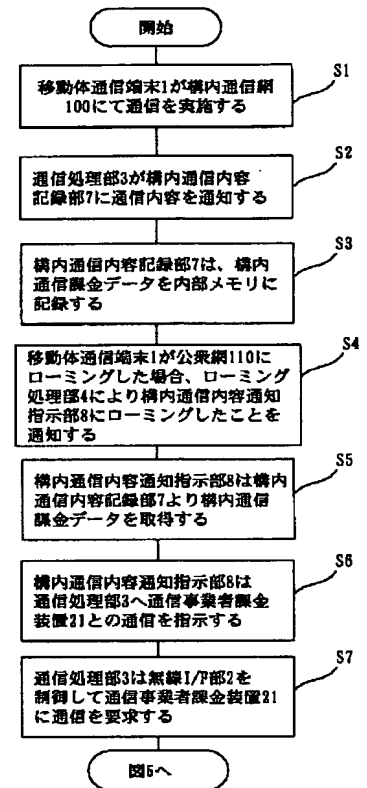 開始
S1
移動体通信端末1が構内通信網
100にて通信を実施する
S2
通信処理部3が構内通信内容
記録部7に通信内容を通知する
S3
構内通信内容記録部7は、構内
通信課金データを内部メモリに
記録する
S4
移動体通信端末1が公衆網110に
ローミングした場合、ローミング
処理部4により構内通信内容通知
指示部8にローミングしたことを
通知する
S5
構内通信内容通知指示部8は構内
通信内容記録部7より構内通信
課金データを取得する
S6
構内通信内容通知指示部8は
通信処理部3へ通信事業者課金
装置21との通信を指示する
S7
通信処理部3は無線I/F部2を
制御して通信事業者課金装置21
に通信を要求する
図5へ